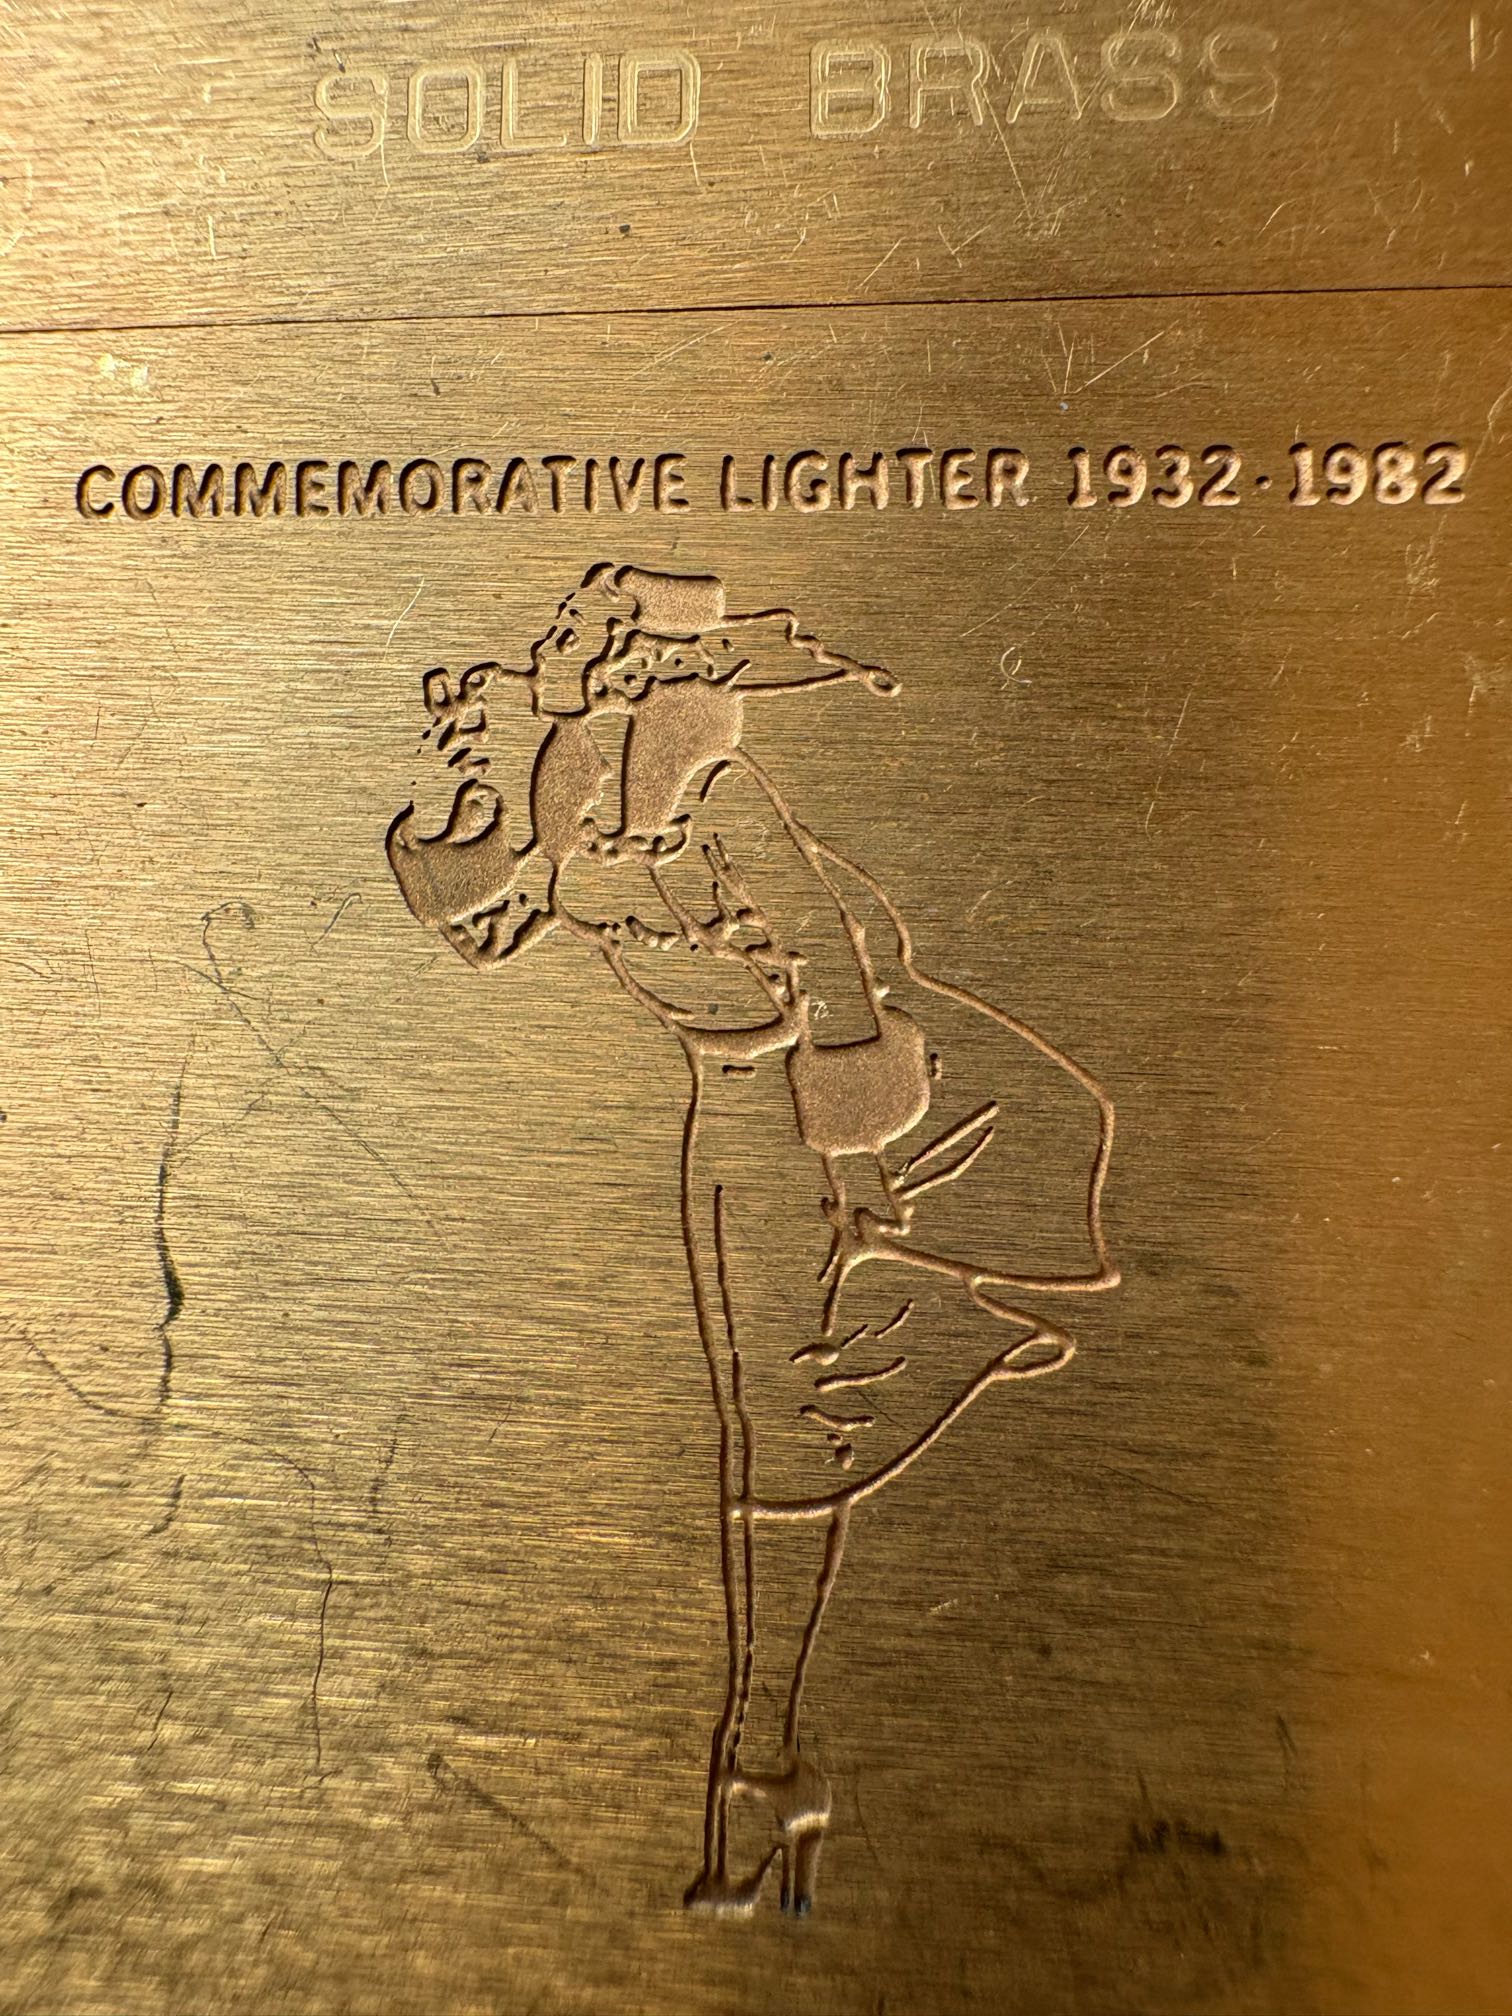 SOLID BRASS
COMMEMORATIVE LIGHTER 1932·1982